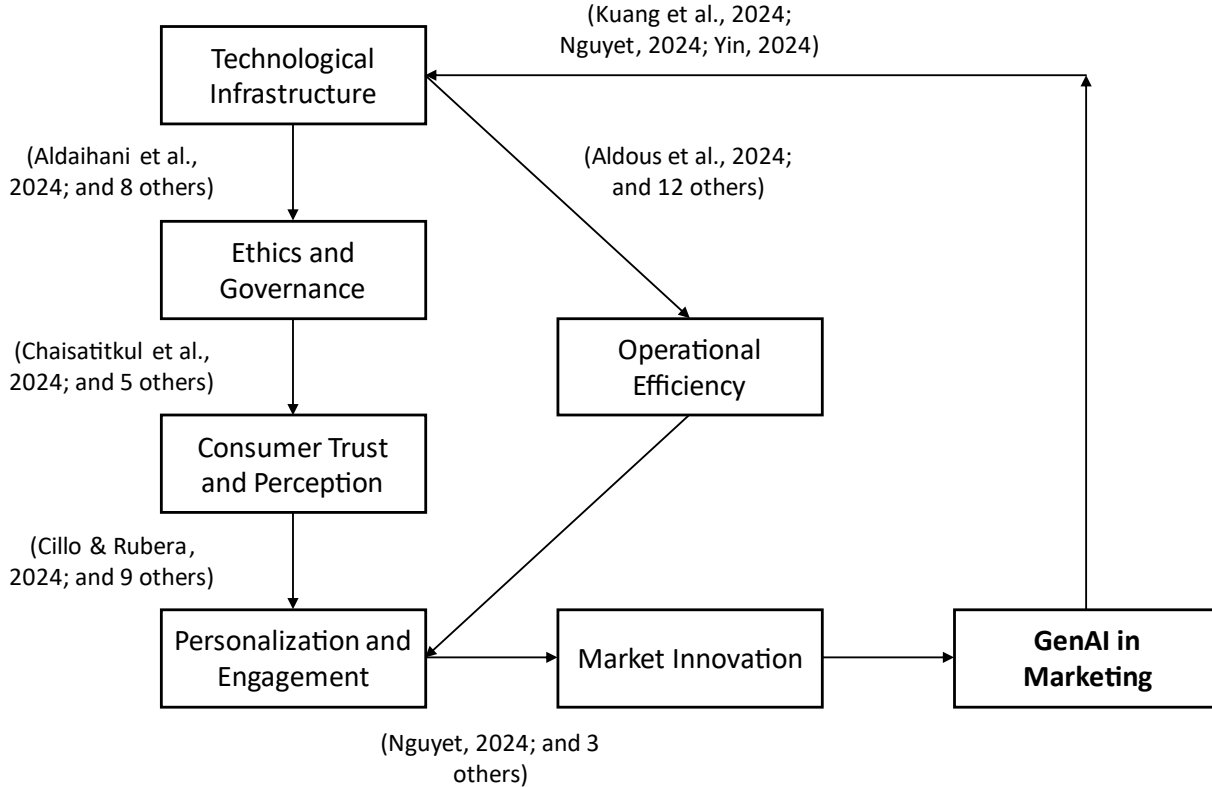 (Kuang et al., 2024;
Nguyet, 2024; Yin, 2024)
Technological
Infrastructure
(Aldaihani et al.,
2024; and 8 others)
(Aldous et al., 2024;
and 12 others)
Ethics and
Governance
(Chaisatitkul et al.,
2024; and 5 others)
Operational
Efficiency
Consumer Trust
and Perception
(Cillo & Rubera,
2024; and 9 others)
Personalization and
Engagement
Market Innovation
GenAI in
Marketing
(Nguyet, 2024; and 3
others)